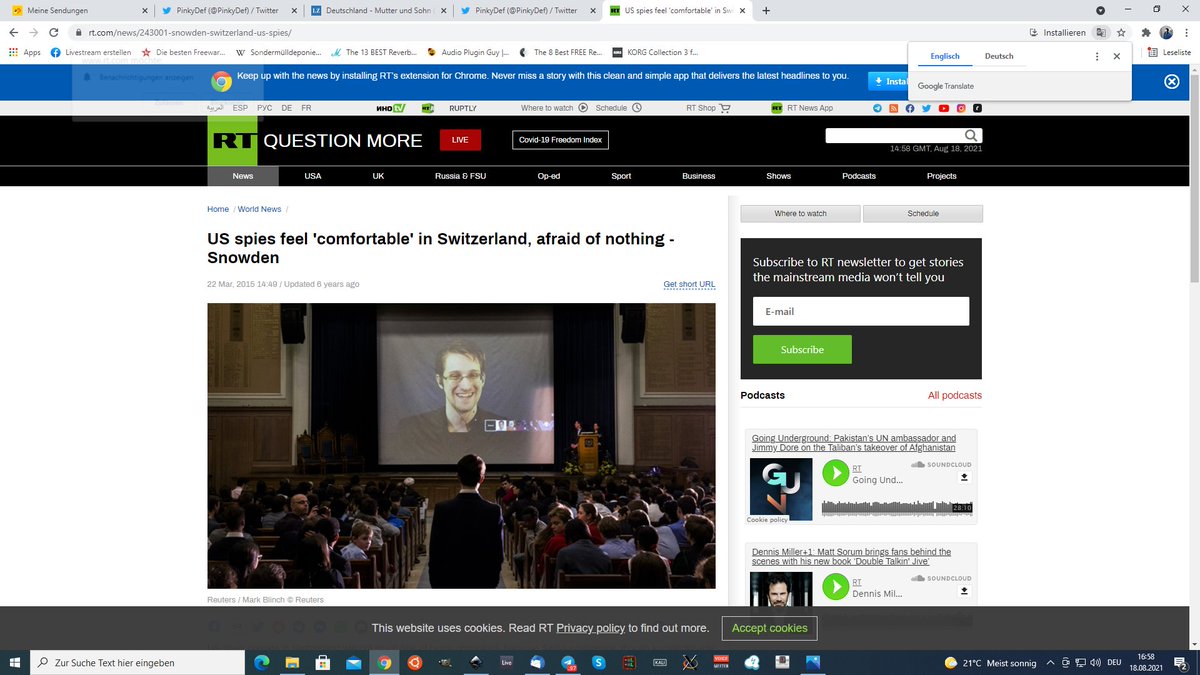 Meine Sendungen
PinkyDef (@PinkyDef) / Twitter
Deutschland - Mutter und Sohn
PinkyDef (@PinkyDef) / Twitter
US spies feel 'comfortable' in Sw
rt.com/news/243001-snowden-switzerland-us-spies/
Installieren
Apps
Livestream erstellen
Die besten Freewar...
Sondermülldeponie...
The 13 BEST Reverb...
Audio Plugin Guy |...
The 8 Best FREE Re...
KORG Collection 3 f...
Leseliste
Englisch
Deutsch
Google Translate
Benachrichtigungen anzeigen
Keep up with the news by installing RT's extension for Chrome. Never miss a story with this clean and simple app that delivers the latest headlines to you.
Instal
العربية
ESP
РУС
DE
FR
ИНО TV
RT
RUPTLY
Where to watch
Schedule
RT Shop
RT News App
RT
QUESTION MORE
LIVE
Covid-19 Freedom Index
14:58 GMT, Aug 18, 2021
News
USA
UK
Russia & FSU
Op-ed
Sport
Business
Shows
Podcasts
Projects
Home / World News /
US spies feel 'comfortable' in Switzerland, afraid of nothing -
Snowden
22 Mar, 2015 14:49 / Updated 6 years ago
Get short URL
Reuters / Mark Blinch © Reuters
Where to watch
Schedule
Subscribe to RT newsletter to get stories
the mainstream media won't tell you
E-mail
Subscribe
Podcasts
All podcasts
Going Underground: Pakistan's UN ambassador and
Jimmy Dore on the Taliban's takeover of Afghanistan
RT
Going Und...
SOUNDCLOUD
28:10
Cookie policy
Dennis Miller+1: Matt Sorum brings fans behind the
scenes with his new book 'Double Talkin' Jive'
RT
Dennis Mil...
SOUNDCLOUD
This website uses cookies. Read RT Privacy policy to find out more.
Accept cookies
Zur Suche Text hier eingeben
Live
97
21°C Meist sonnig
DEU
16:58
18.08.2021
2